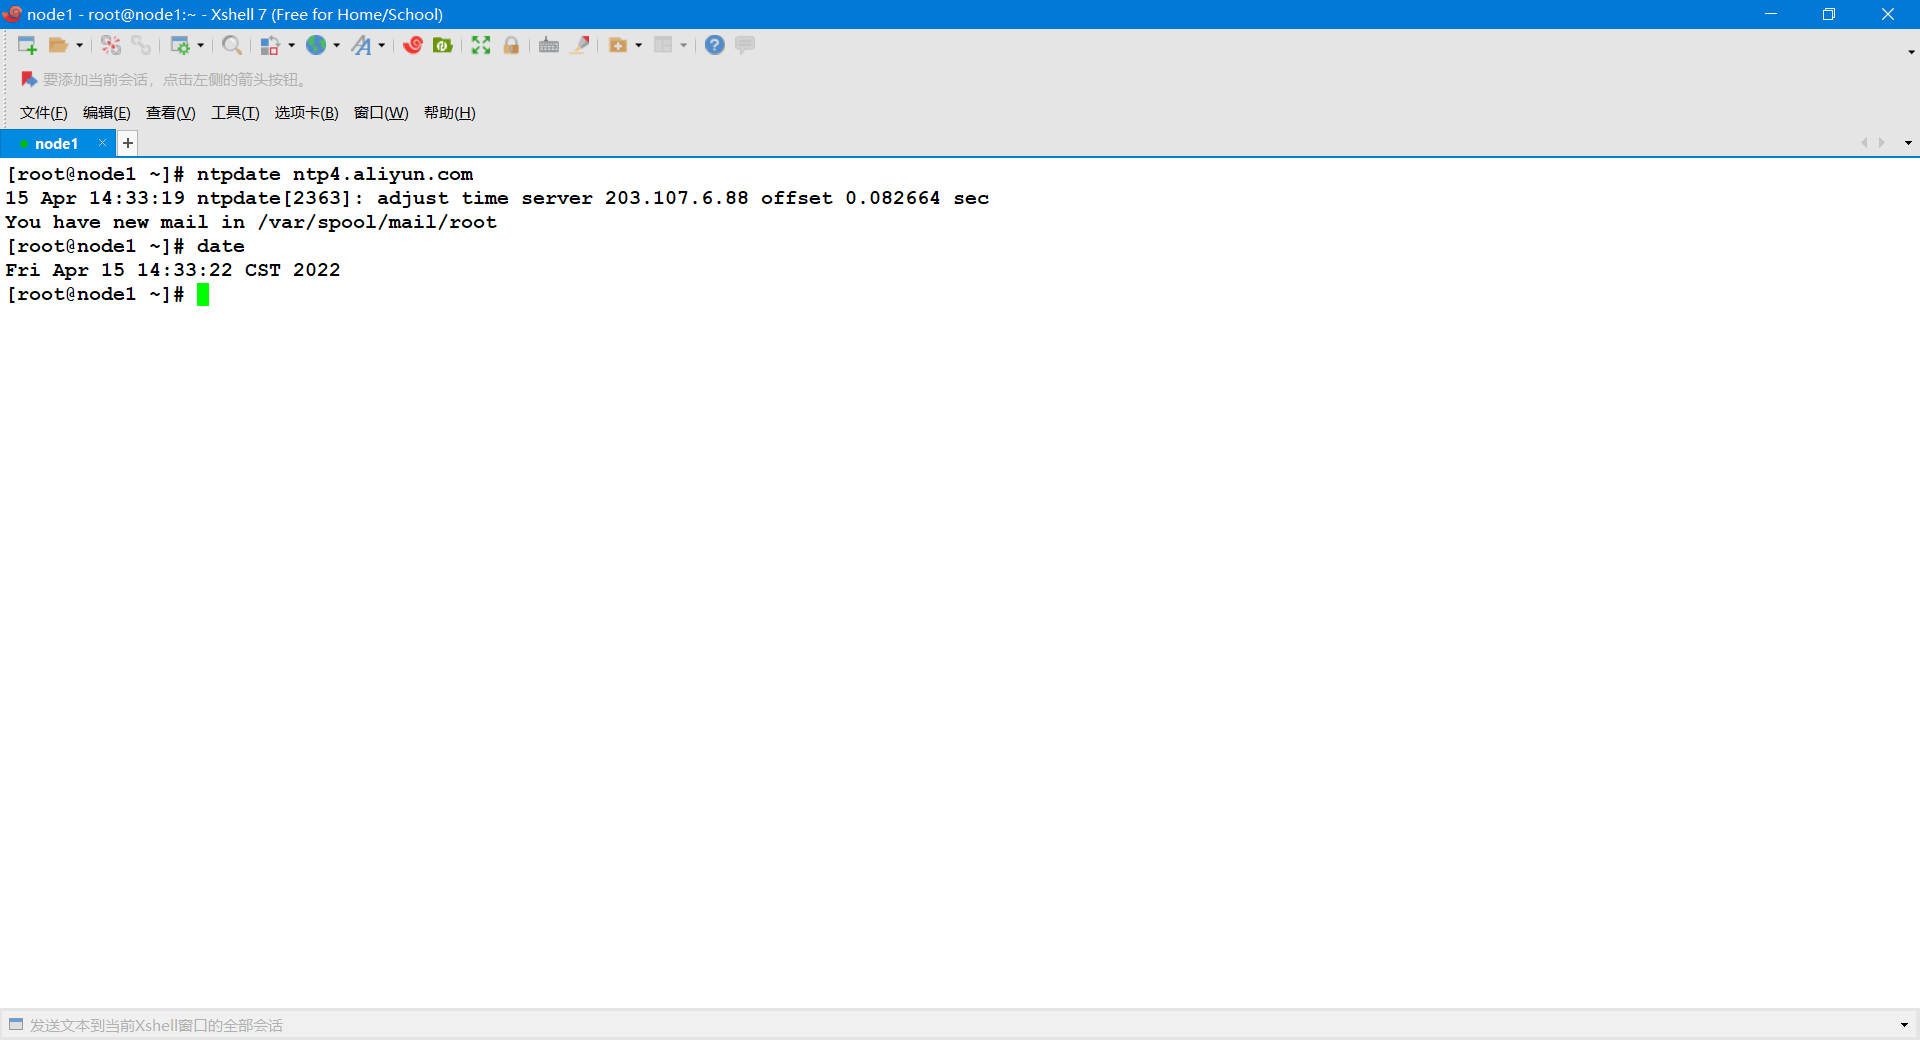 node1 - root@node1:~ - Xshell 7 (Free for Home/School)
要添加当前会话，点击左侧的箭头按钮。
文件(F) 编辑(E) 查看(V) 工具(T) 选项卡(B) 窗口(W) 帮助(H)
node1
[root@node1 ~]# ntpdate ntp4.aliyun.com
15 Apr 14:33:19 ntpdate[2363]: adjust time server 203.107.6.88 offset 0.082664 sec
You have new mail in /var/spool/mail/root
[root@node1 ~]# date
Fri Apr 15 14:33:22 CST 2022
[root@node1 ~]#
发送文本到当前Xshell窗口的全部会话